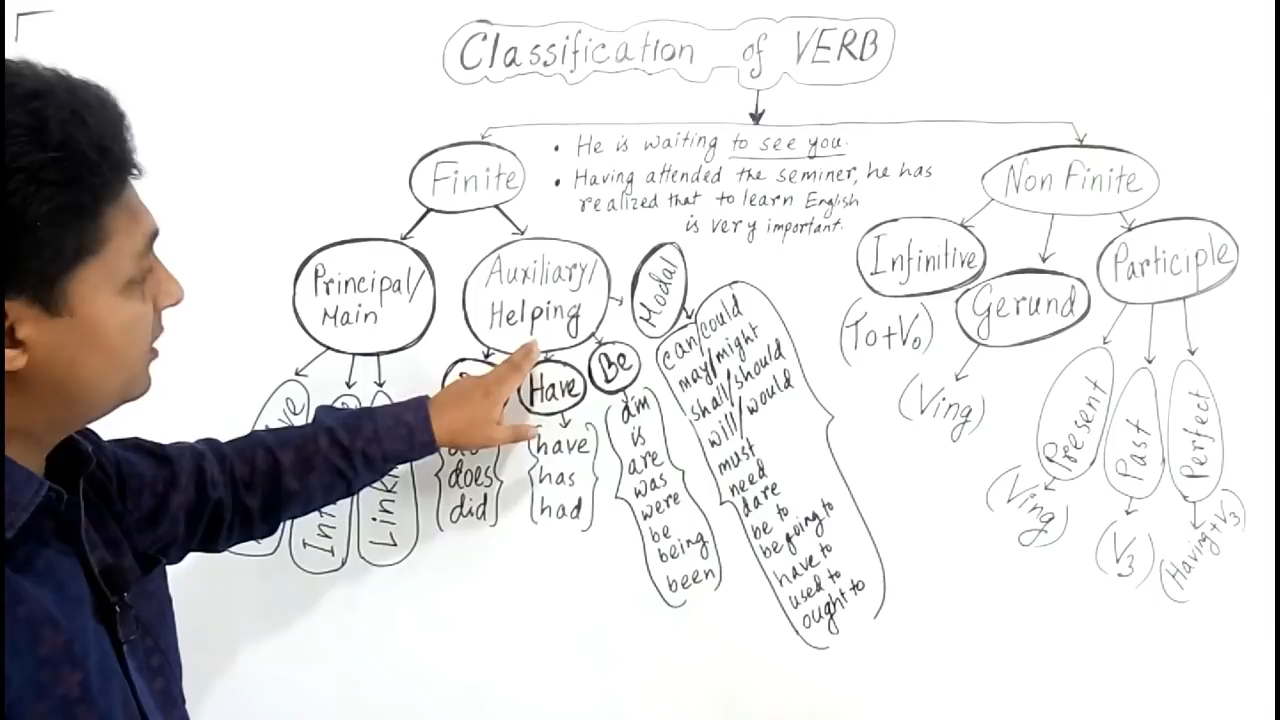 Classification of VERB
Finite
• He is waiting to see you.
• Having attended the seminer, he has
realized that to learn English
is very important.
Non Finite
Principal/
Main
Auxiliary/
Helping
Modal
Infinitive
(To+V₀)
Gerund
(Ving)
Participle
Have
Be
does
did
have
has
had
am
is
are
was
were
be
being
been
can/could
may/might
shall/should
will/would
must
need
dare
be to
be going to
have to
used to
ought to
Present
(Ving)
Past
(V₃)
Perfect
(Having+V₃)